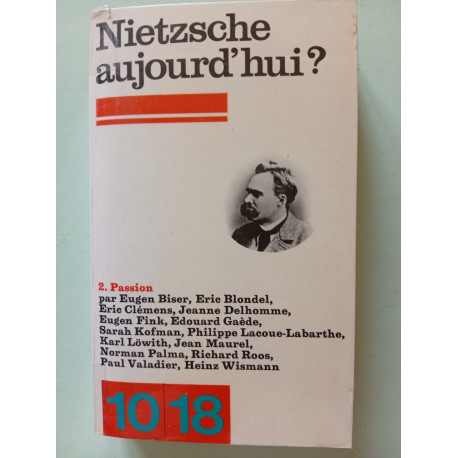 Nietzsche
aujourd'hui?
2. Passion
par Eugen Biser, Eric Blondel,
Eric Clémens, Jeanne Delhomme,
Eugen Fink, Edouard Gaède,
Sarah Kofman, Philippe Lacoue-Labarthe,
Karl Löwith, Jean Maurel,
Norman Palma, Richard Roos,
Paul Valadier, Heinz Wismann
10 18